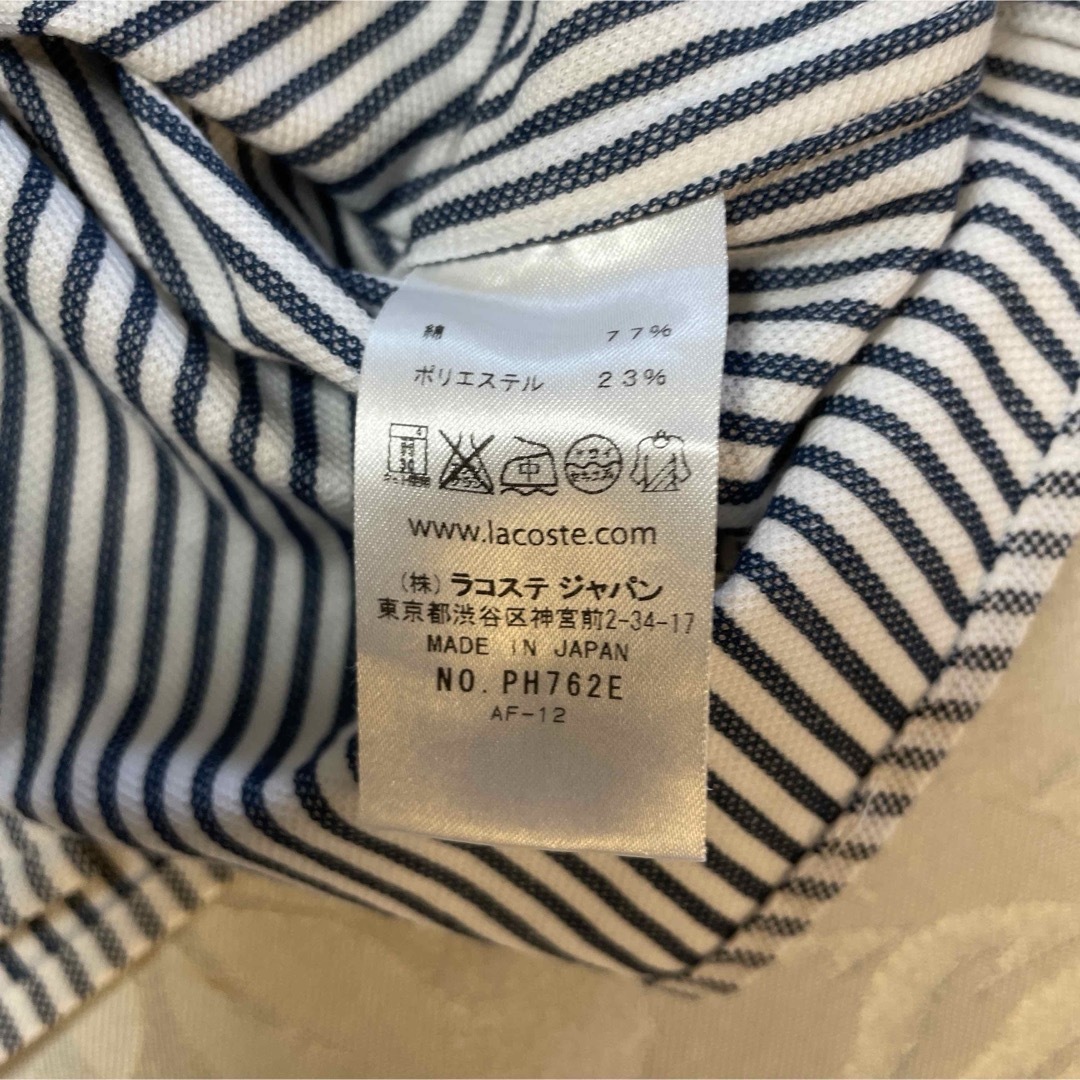 綿 77%
ポリエステル 23%
中
www.lacoste.com
(株) ラコステ ジャパン
東京都渋谷区神宮前2-34-17
MADE IN JAPAN
NO. PH762E
AF-12